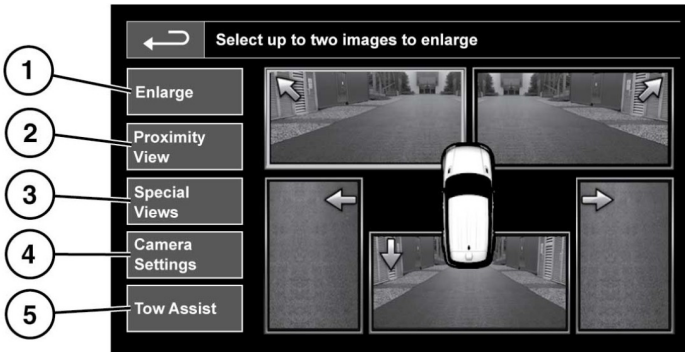 Select up to two images to enlarge
1
Enlarge
2
Proximity
View
3
Special
Views
4
Camera
Settings
5
Tow Assist